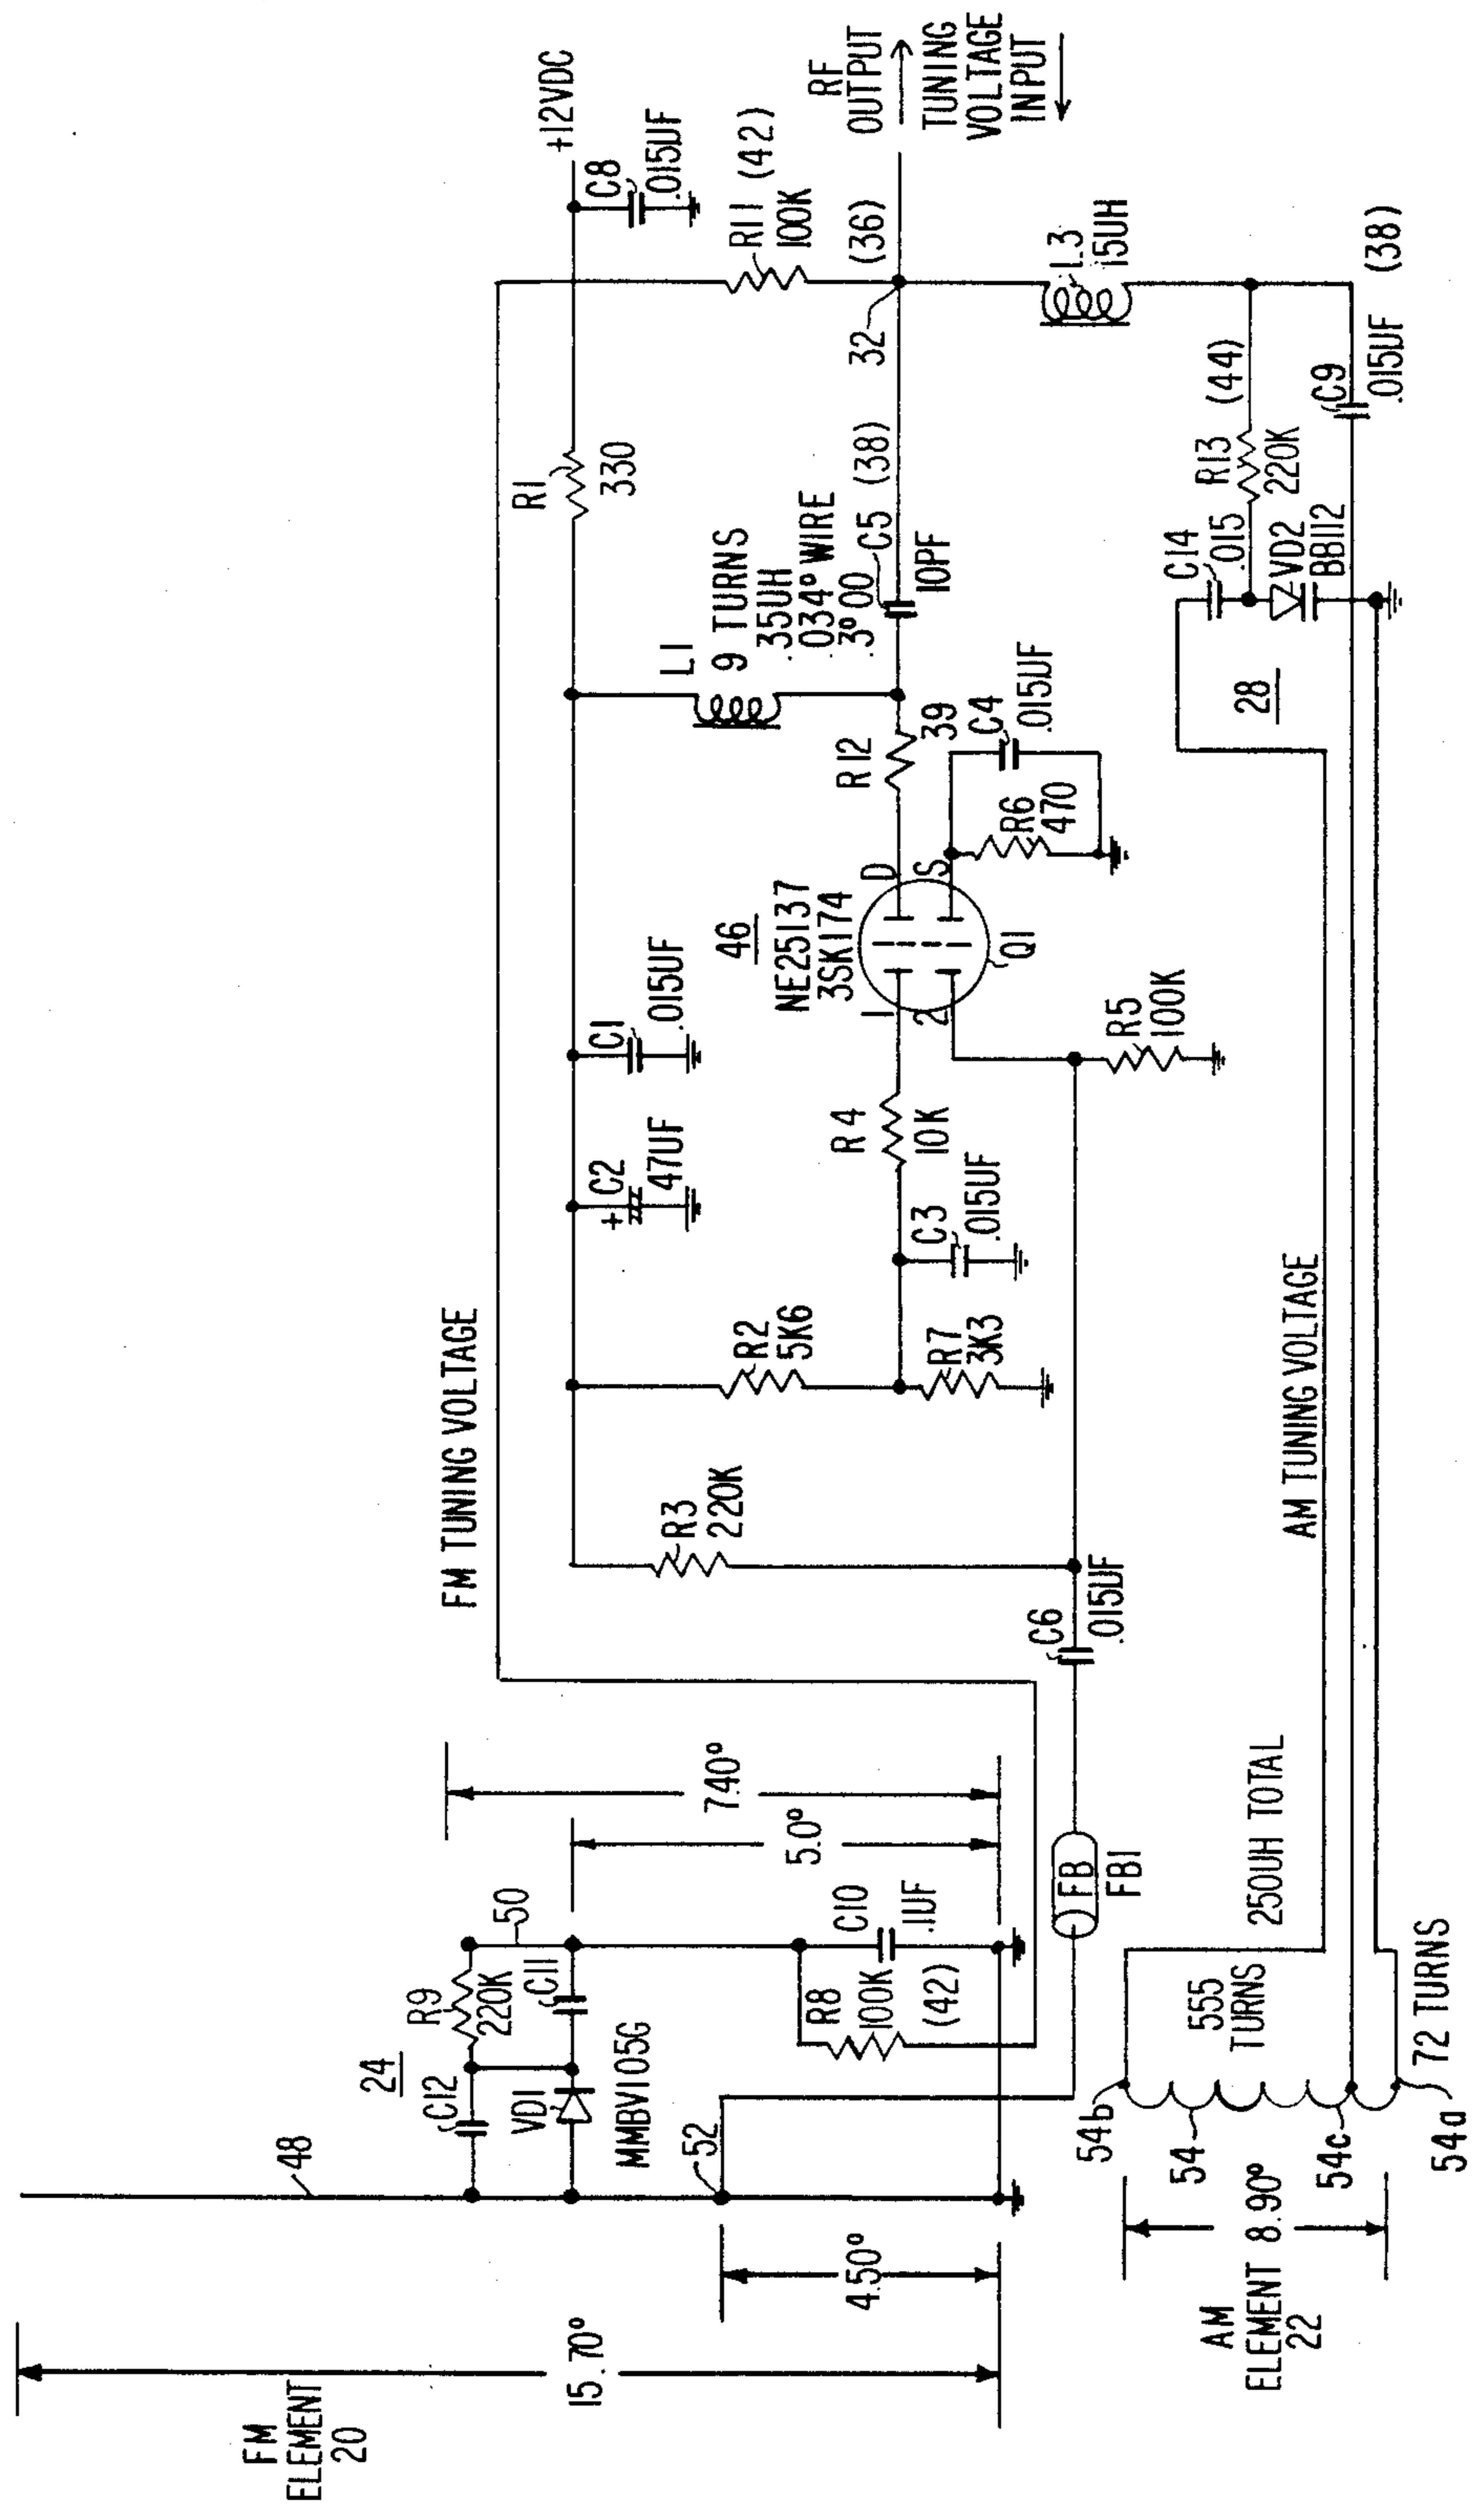 FM
ELEMENT
20
15.70°
4.50°
48
24
C12
R9
220K
50
VD1
C11
MMBV105G
52
R8
100K
(42)
C10
.1UF
5.0°
7.40°
FM TUNING VOLTAGE
+12VDC
C8
.015UF
R1
330
R11 (42)
100K
RF
OUTPUT
TUNING
VOLTAGE
INPUT
(36)
32
L1
9 TURNS
.35UH
.034° WIRE
.3° 00
C5 (38)
10PF
R12
39
C4
.015UF
R6
470
46
NE25137
3SK174
D
S
1
2
Q1
C1
.015UF
+ C2
47UF
R4
10K
C3
.015UF
R2
5K6
R7
3K3
R3
220K
R5
100K
C6
.015UF
FB
FB1
L3
15UH
(44)
R13
220K
C14
.015
VD2
BB112
28
C9
.015UF
(38)
AM TUNING VOLTAGE
250UH TOTAL
555
TURNS
72 TURNS
54b
54
54c
54a
AM
ELEMENT 8.90°
22